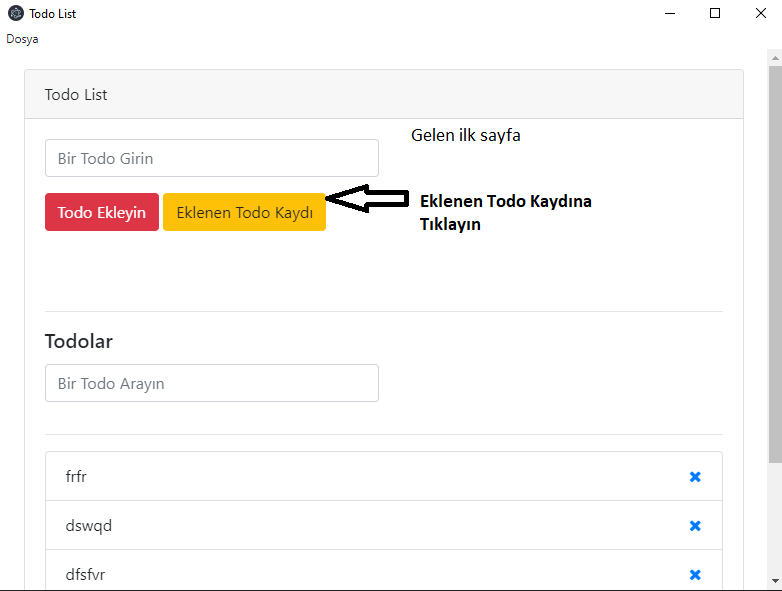 Todo List
Dosya
Todo List
Gelen ilk sayfa
Bir Todo Girin
Todo Ekleyin
Eklenen Todo Kaydı
Eklenen Todo Kaydına
Tıklayın
Todolar
Bir Todo Arayın
frfr
dswqd
dfsfvr